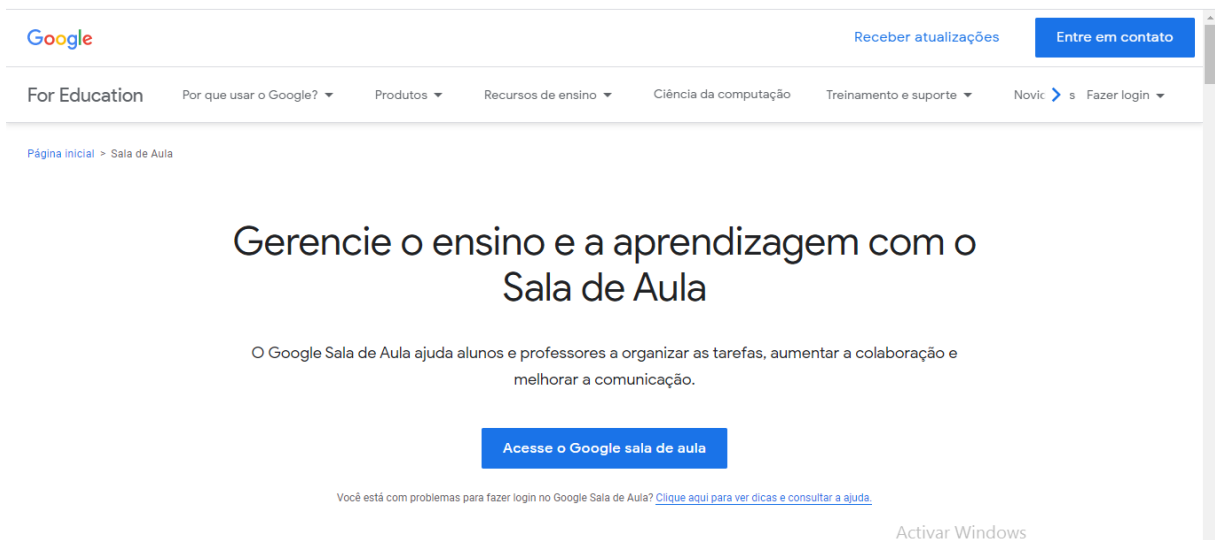 Google
Receber atualizações
Entre em contato
For Education
Por que usar o Google?
Produtos
Recursos de ensino
Ciência da computação
Treinamento e suporte
Novic
s
Fazer login
Página inicial > Sala de Aula
Gerencie o ensino e a aprendizagem com o
Sala de Aula
O Google Sala de Aula ajuda alunos e professores a organizar as tarefas, aumentar a colaboração e
melhorar a comunicação.
Acesse o Google sala de aula
Você está com problemas para fazer login no Google Sala de Aula? Clique aqui para ver dicas e consultar a ajuda.
Activar Windows